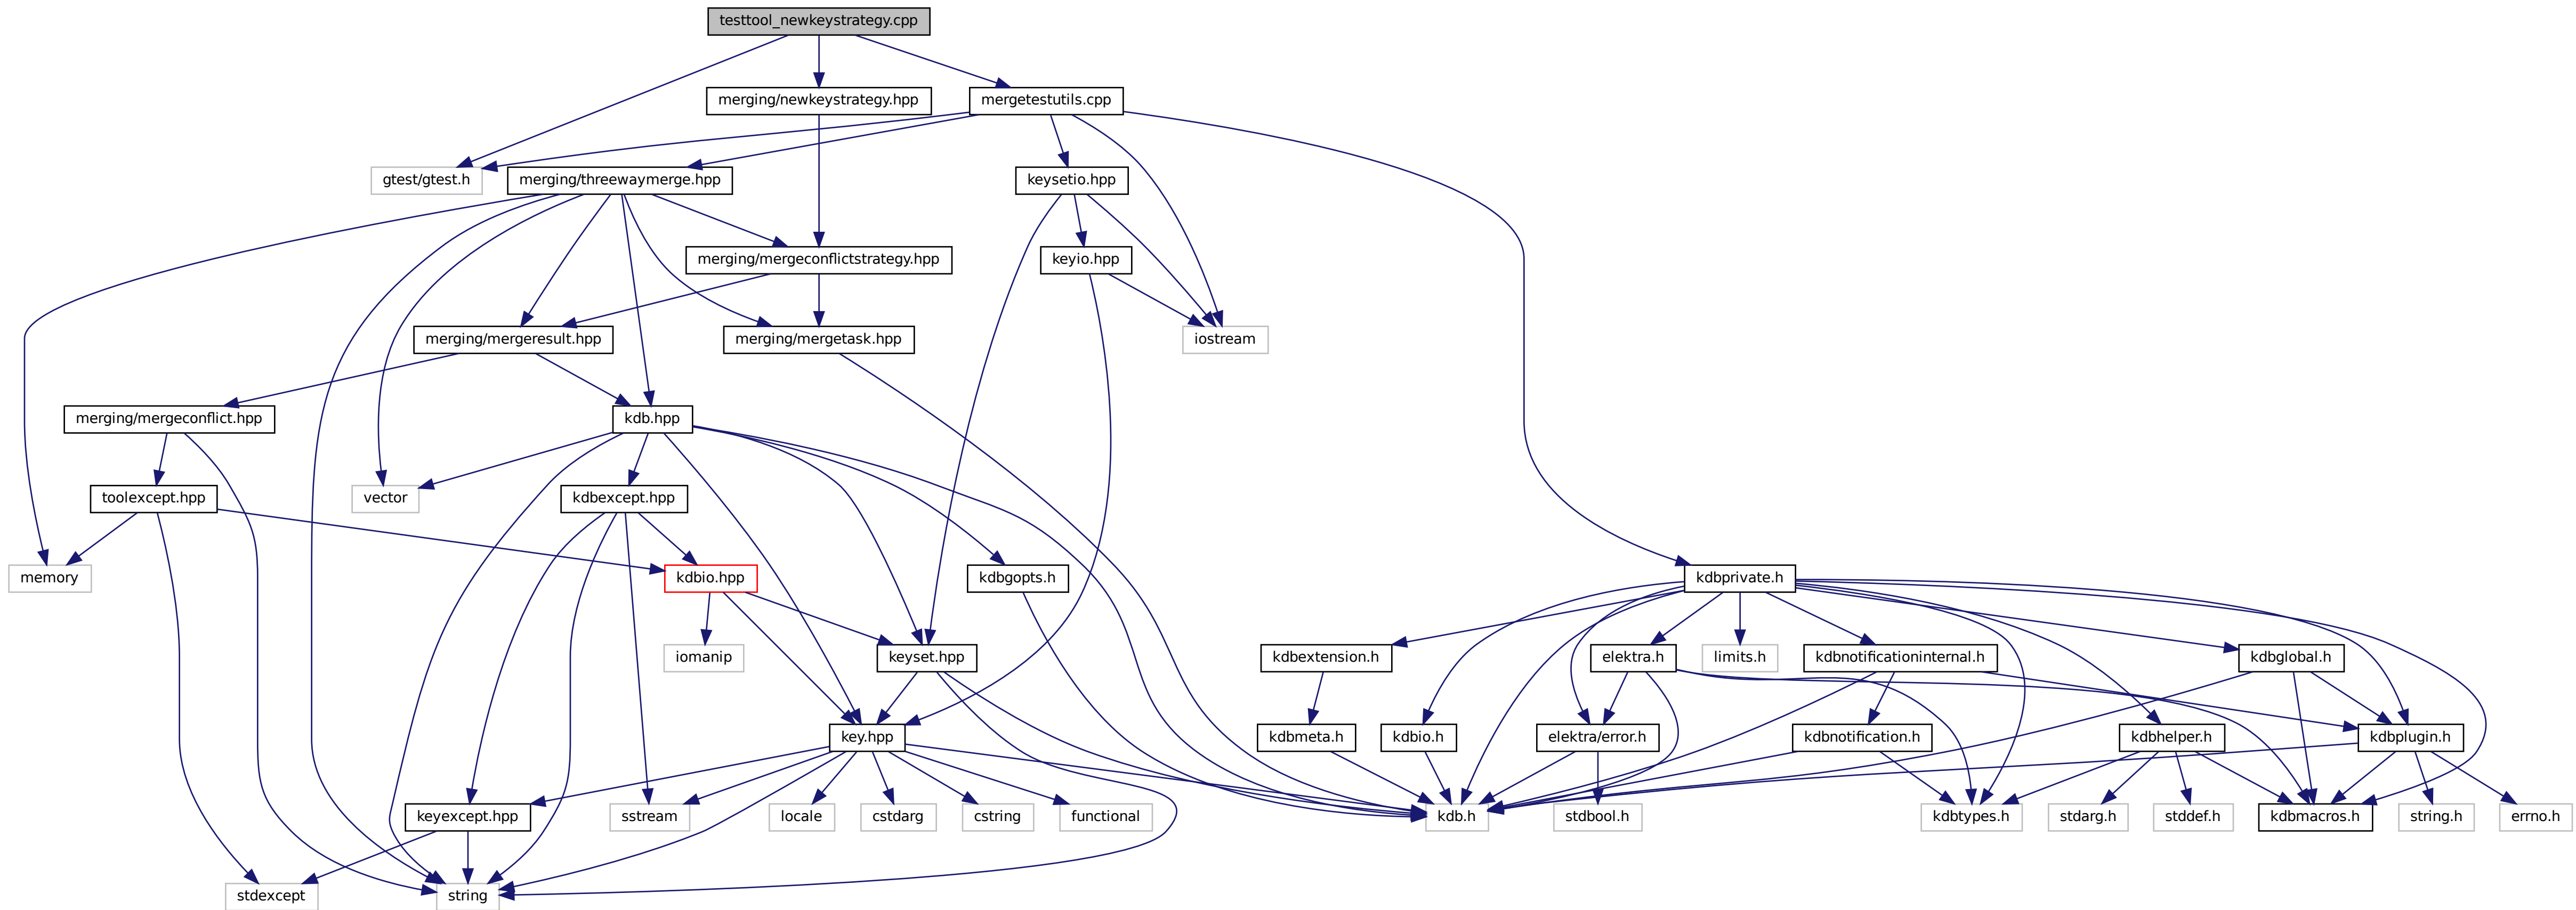 testtool_newkeystrategy.cpp
merging/newkeystrategy.hpp
mergetestutils.cpp
gtest/gtest.h
merging/threewaymerge.hpp
keysetio.hpp
merging/mergeconflictstrategy.hpp
keyio.hpp
merging/mergeresult.hpp
merging/mergetask.hpp
iostream
merging/mergeconflict.hpp
kdb.hpp
toolexcept.hpp
vector
kdbexcept.hpp
memory
kdbio.hpp
kdbgopts.h
kdbprivate.h
iomanip
keyset.hpp
kdbextension.h
elektra.h
limits.h
kdbnotificationinternal.h
kdbglobal.h
key.hpp
kdbmeta.h
kdbio.h
elektra/error.h
kdbnotification.h
kdbhelper.h
kdbplugin.h
keyexcept.hpp
sstream
locale
cstdarg
cstring
functional
kdb.h
stdbool.h
kdbtypes.h
stdarg.h
stddef.h
kdbmacros.h
string.h
errno.h
stdexcept
string